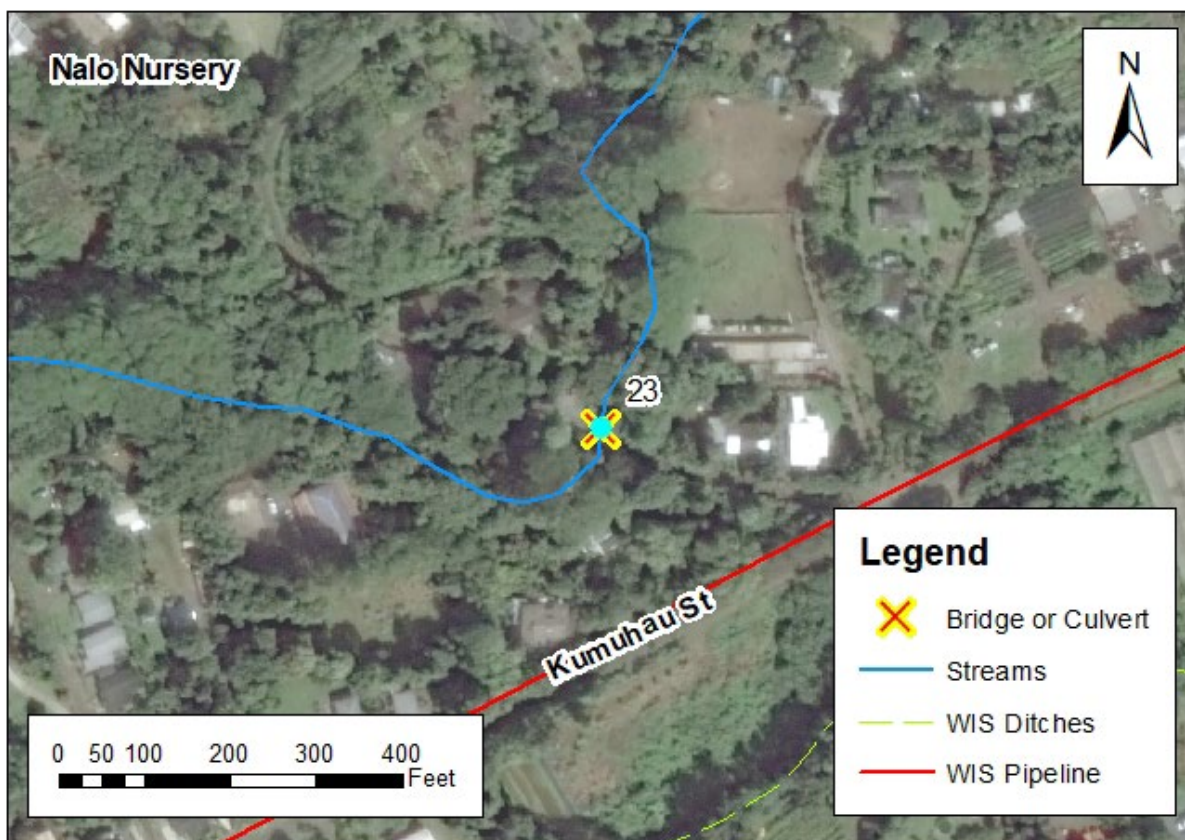 Nalo Nursery
N
23
Kumuhau St
Legend
Bridge or Culvert
Streams
WIS Ditches
WIS Pipeline
0 50 100 200 300 400
Feet